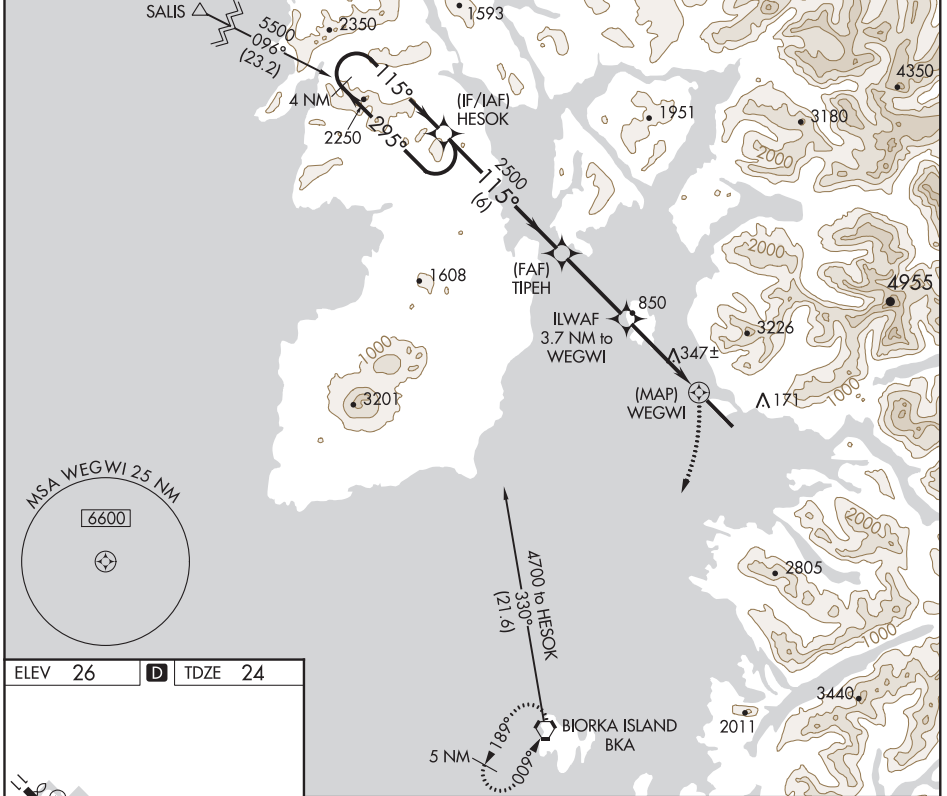 SALIS
5500
096°
(23.2)
2350
1593
4350
115°
4 NM
(IF/IAF)
HESOK
1951
3180
2250
295°
2000
2500
115°
(6)
2000
(FAF)
TIPEH
1608
4955
850
ILWAF
3.7 NM to
WEGWI
3226
347±
1000
3201
(MAP)
WEGWI
171
1000
MSA WEGWI 25 NM
6600
2000
4700 to HESOK
330°
(21.6)
2805
1000
ELEV 26
D
TDZE 24
3440
2011
BIORKA ISLAND
BKA
189°
5 NM
009°